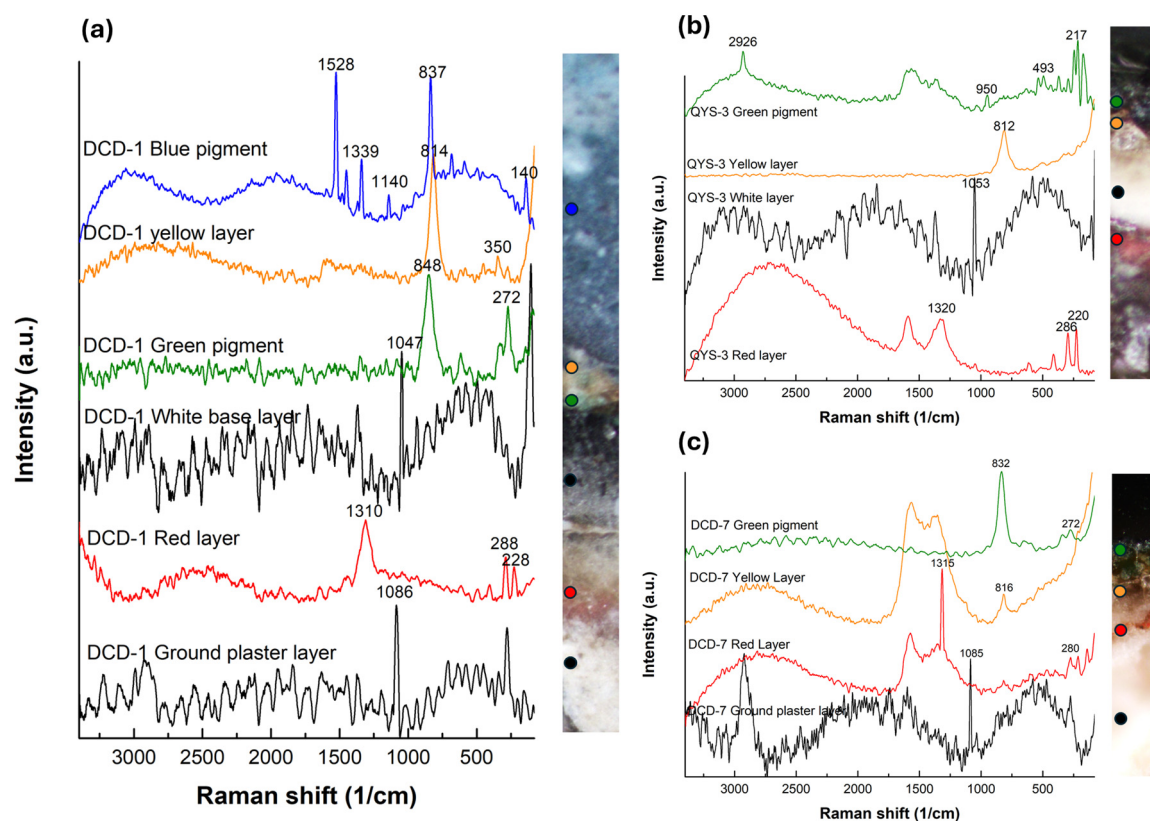 (a)
1528
837
DCD-1 Blue pigment
1339
814
1140
140
DCD-1 yellow layer
350
848
272
DCD-1 Green pigment
1047
DCD-1 White base layer
1310
DCD-1 Red layer
288
228
1086
DCD-1 Ground plaster layer
3000 2500 2000 1500 1000 500
Raman shift (1/cm)
Intensity (a.u.)
(b)
2926
217
493
950
QYS-3 Green pigment
812
QYS-3 Yellow layer
1053
QYS-3 White layer
1320
220
286
QYS-3 Red layer
3000 2500 2000 1500 1000 500
Raman shift (1/cm)
Intensity (a.u.)
(c)
832
DCD-7 Green pigment
272
DCD-7 Yellow Layer
1315
816
DCD-7 Red Layer
1085
280
DCD-7 Ground plaster layer
3000 2500 2000 1500 1000 500
Raman shift (1/cm)
Intensity (a.u.)